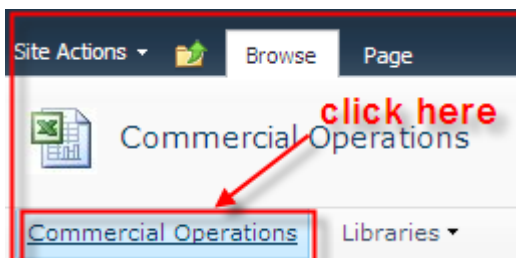 Site Actions Browse Page
click here
Commercial Operations
Commercial Operations Libraries